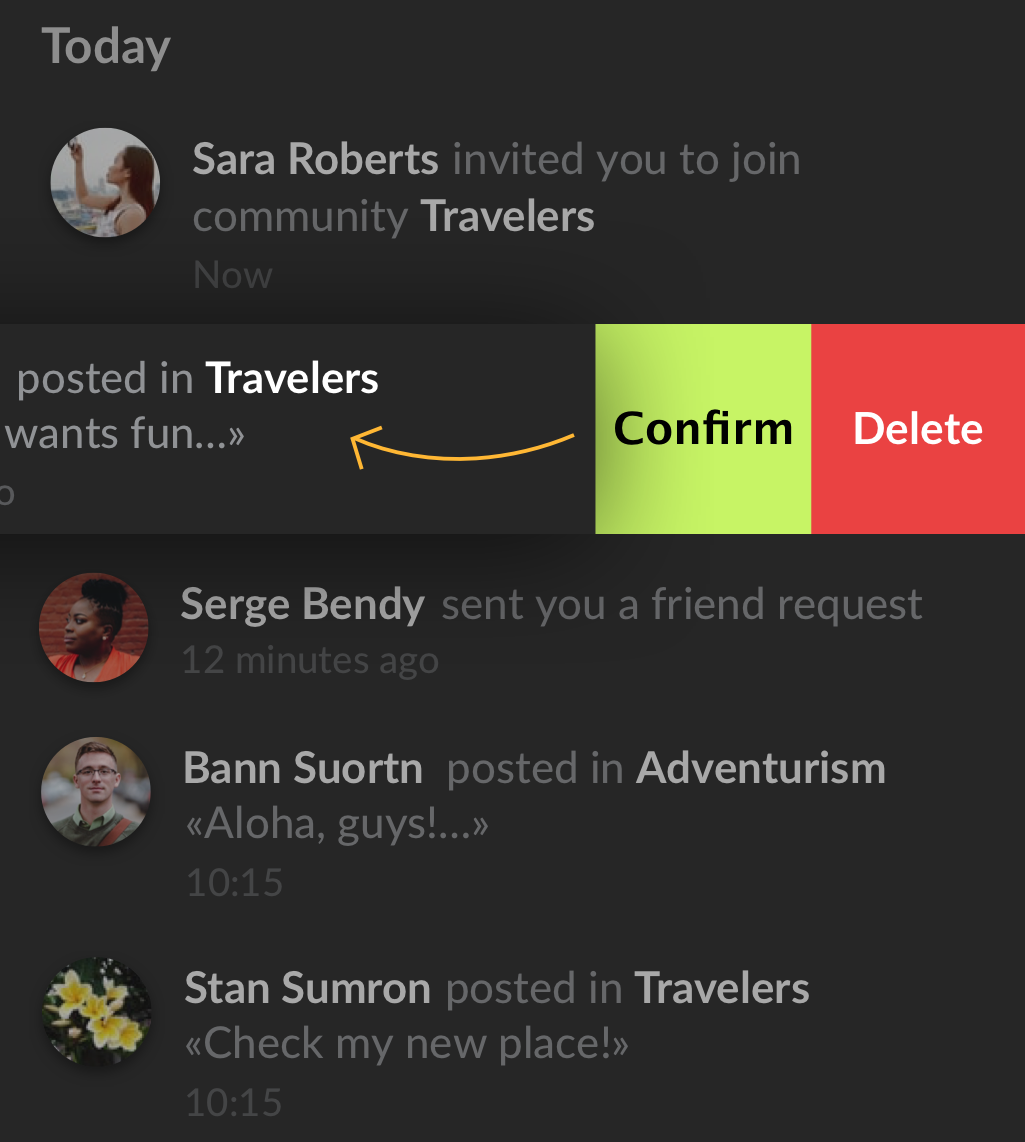 Today
Sara Roberts invited you to join
community Travelers
Now
posted in Travelers
wants fun...»
o
Confirm
Delete
Serge Bendy sent you a friend request
12 minutes ago
Bann Suortn posted in Adventurism
«Aloha, guys!...»
10:15
Stan Sumron posted in Travelers
«Check my new place!»
10:15